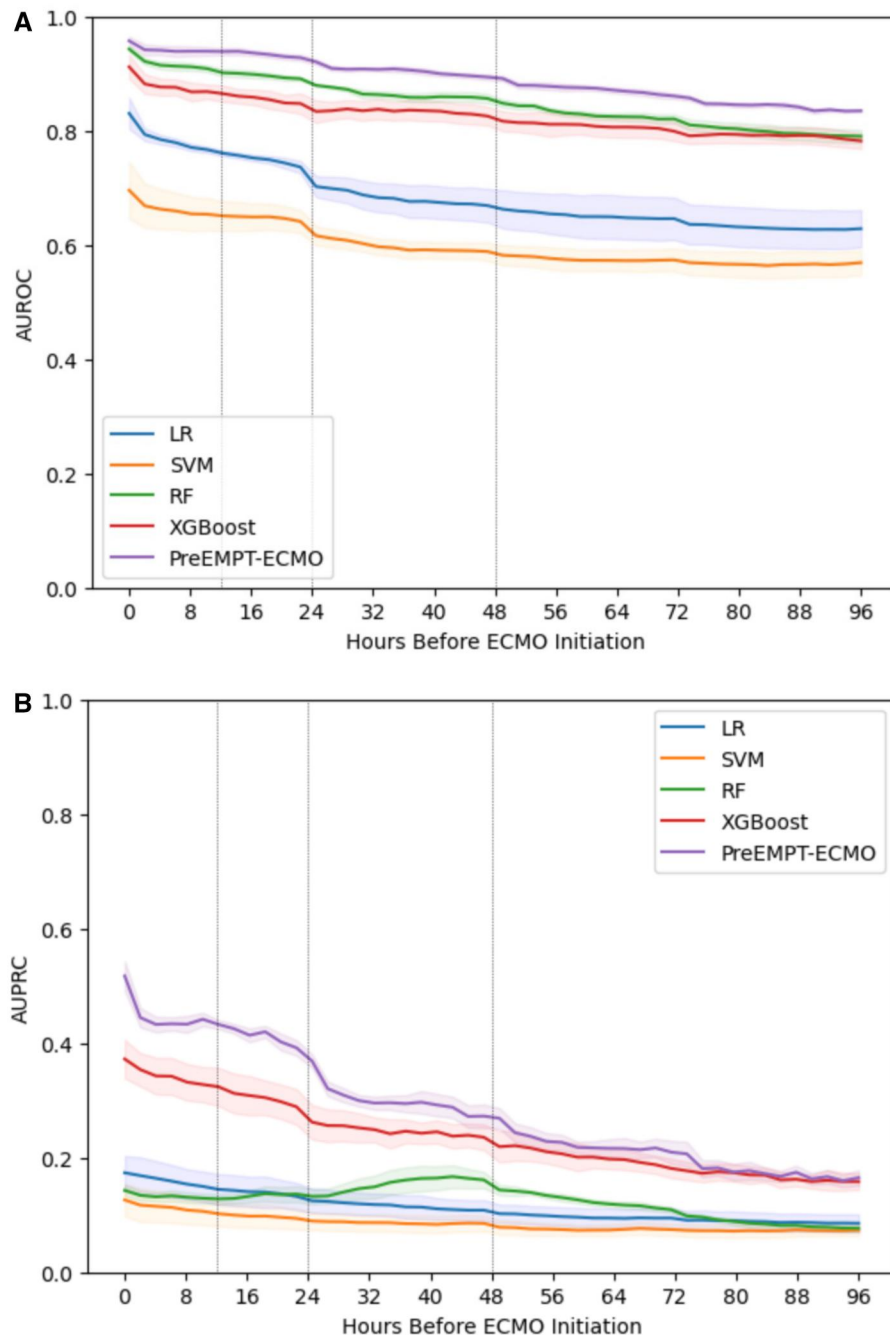 A
1.0
0.8
0.6
0.4
0.2
0.0
AUROC
LR
SVM
RF
XGBoost
PreEMPT-ECMO
0 8 16 24 32 40 48 56 64 72 80 88 96
Hours Before ECMO Initiation
B
1.0
0.8
0.6
0.4
0.2
0.0
AUPRC
LR
SVM
RF
XGBoost
PreEMPT-ECMO
0 8 16 24 32 40 48 56 64 72 80 88 96
Hours Before ECMO Initiation